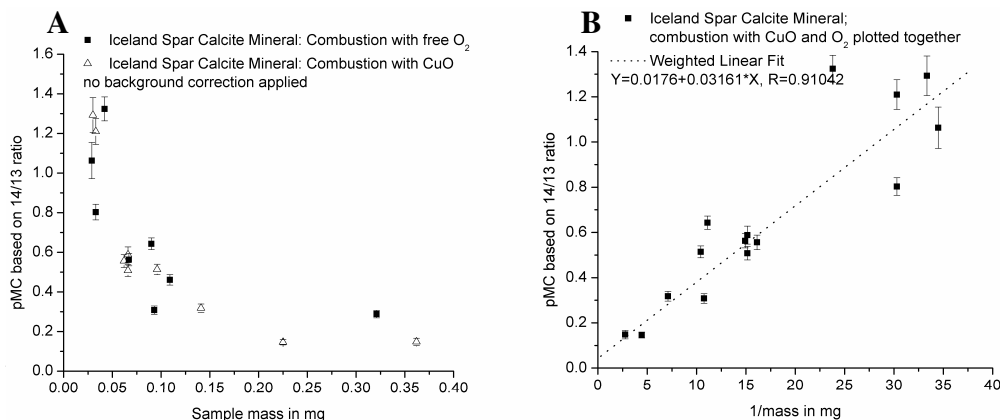 A
Iceland Spar Calcite Mineral: Combustion with free O₂
Iceland Spar Calcite Mineral: Combustion with CuO
no background correction applied
pMC based on 14/13 ratio
1.6
1.4
1.2
1.0
0.8
0.6
0.4
0.2
0.0
0.00 0.05 0.10 0.15 0.20 0.25 0.30 0.35 0.40
Sample mass in mg
B
Iceland Spar Calcite Mineral;
combustion with CuO and O₂ plotted together
Weighted Linear Fit
Y=0.0176+0.03161*X, R=0.91042
pMC based on 14/13 ratio
1.4
1.2
1.0
0.8
0.6
0.4
0.2
0.0
0 5 10 15 20 25 30 35 40
1/mass in mg